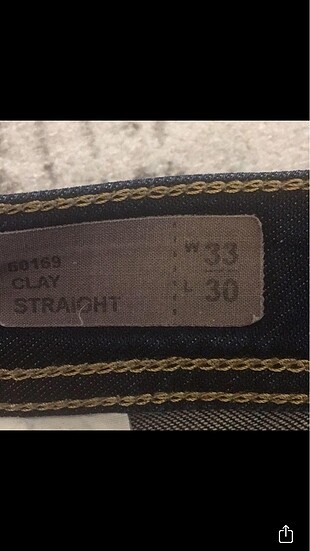 60169
CLAY
STRAIGHT
W 33
L 30